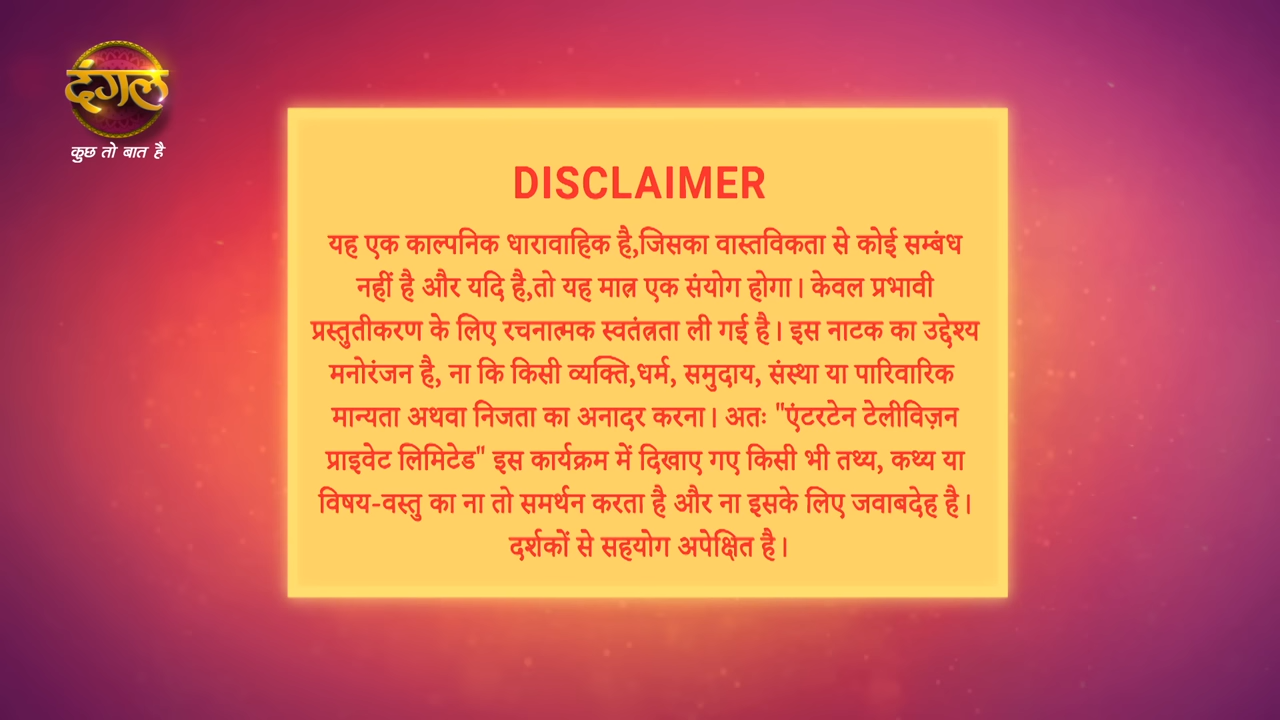 दंगल
कुछ तो बात है
DISCLAIMER
यह एक काल्पनिक धारावाहिक है,जिसका वास्तविकता से कोई सम्बंध
नहीं है और यदि है,तो यह मात्र एक संयोग होगा। केवल प्रभावी
प्रस्तुतीकरण के लिए रचनात्मक स्वतंत्रता ली गई है। इस नाटक का उद्देश्य
मनोरंजन है, ना कि किसी व्यक्ति,धर्म, समुदाय, संस्था या पारिवारिक
मान्यता अथवा निजता का अनादर करना। अतः "एंटरटेन टेलीविज़न
प्राइवेट लिमिटेड" इस कार्यक्रम में दिखाए गए किसी भी तथ्य, कथ्य या
विषय-वस्तु का ना तो समर्थन करता है और ना इसके लिए जवाबदेह है।
दर्शकों से सहयोग अपेक्षित है।